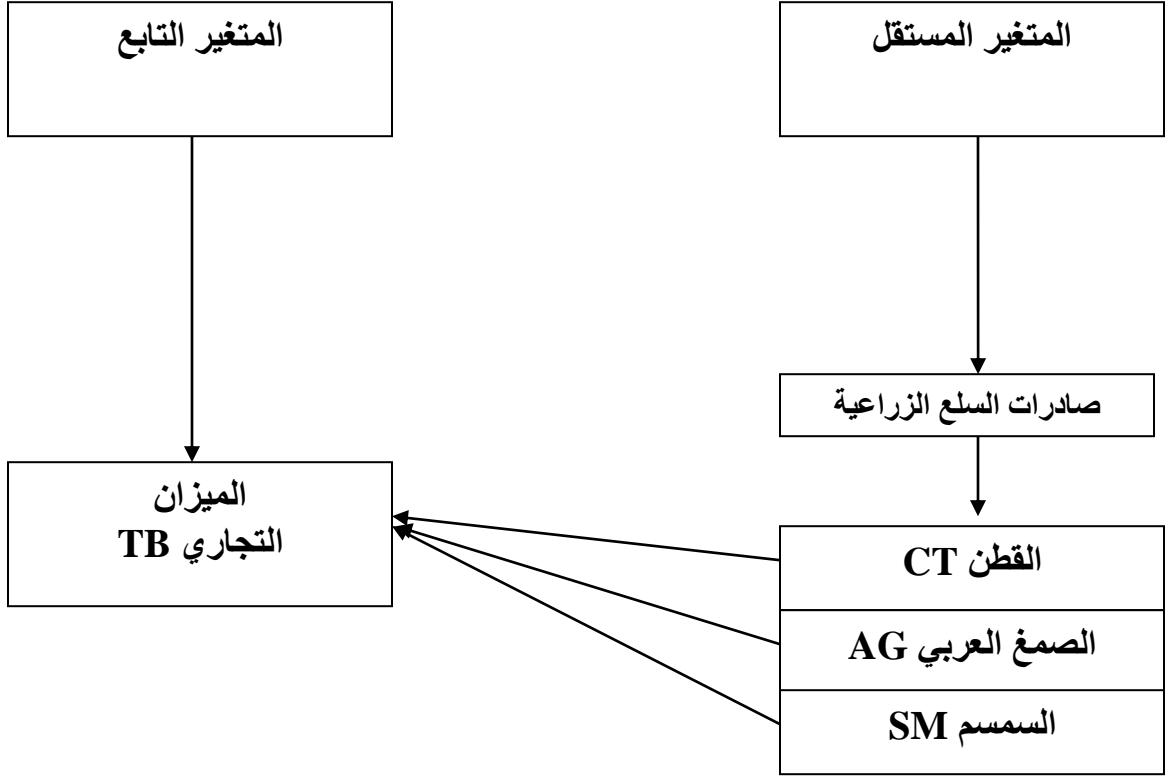 المتغير المستقل
المتغير التابع
صادرات السلع الزراعية
الميزان
التجاري TB
القطن CT
الصمغ العربي AG
السمسم SM